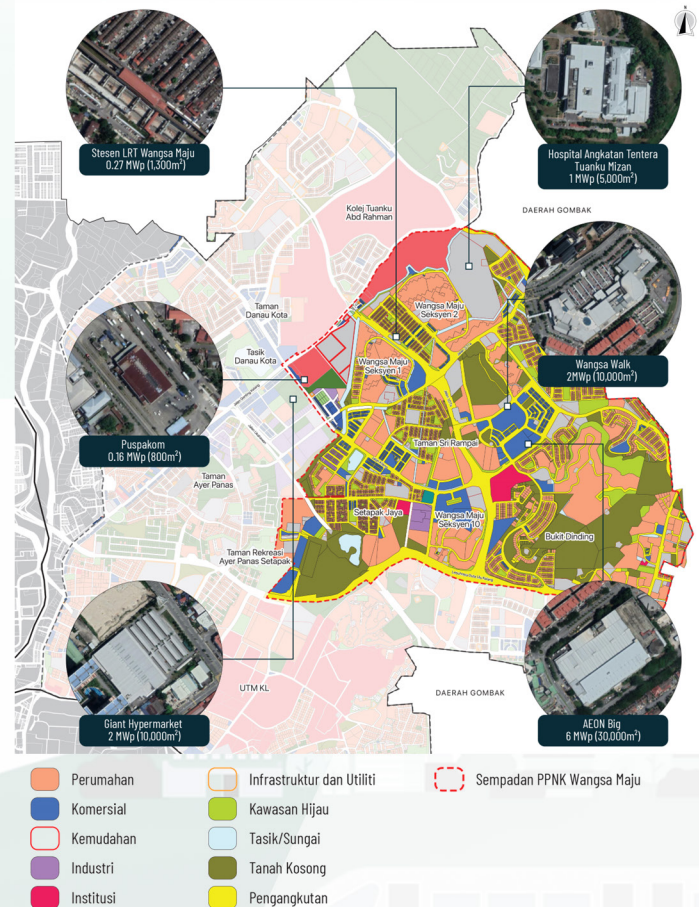 N
Stesen LRT Wangsa Maju
0.27 MWp (1,300m²)
Hospital Angkatan Tentera
Tuanku Mizan
1 MWp (5,000m²)
Kolej Tuanku
Abd Rahman
DAERAH GOMBAK
Taman
Danau Kota
Wangsa Maju
Seksyen 2
Tasik
Danau Kota
Wangsa Maju
Seksyen 1
Wangsa Walk
2MWp (10,000m²)
Puspakom
0.16 MWp (800m²)
Taman Sri Rampai
Taman
Ayer Panas
Setapak Jaya
Wangsa Maju
Seksyen 10
Bukit Dinding
Taman Rekreasi
Ayer Panas Setapak
UTM KL
DAERAH GOMBAK
Giant Hypermarket
2 MWp (10,000m²)
AEON Big
6 MWp (30,000m²)
Perumahan
Komersial
Kemudahan
Industri
Institusi
Infrastruktur dan Utiliti
Kawasan Hijau
Tasik/Sungai
Tanah Kosong
Pengangkutan
Sempadan PPNK Wangsa Maju